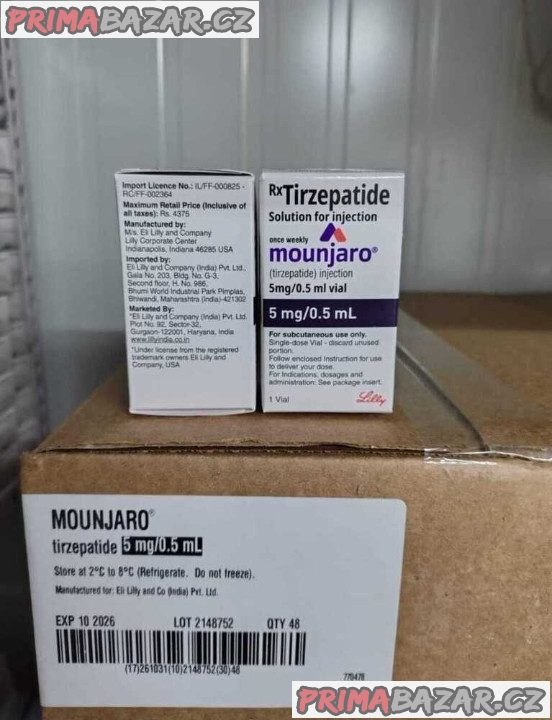 PRIMABAZAR.CZ
PRIMABAZAR.CZ
Import Licence No.: IL/FF-000825 -
RC/FF-002364
Maximum Retail Price (Inclusive of
all taxes): Rs. 4375
Manufactured by:
M/s. Eli Lilly and Company
Lilly Corporate Center
Indianapolis, Indiana 46285 USA
Imported by:
Eli Lilly and Company (India) Pvt. Ltd.,
Gala No. 203, Bldg. No. G-3,
Second floor, H. No. 986,
Bhumi World Industrial Park Pimplas,
Bhiwandi, Maharashtra (India)-421302
Marketed By:
*Eli Lilly and Company (India) Pvt. Ltd.
Plot No. 92, Sector-32,
Gurgaon-122001, Haryana, India
www.lillyindia.co.in
*Under license from the registered
trademark owners Eli Lilly and
Company, USA
Rx Tirzepatide
Solution for injection
once weekly
mounjaro®
(tirzepatide) injection
5mg/0.5 ml vial
5 mg/0.5 mL
For subcutaneous use only.
Single-dose Vial - discard unused
portion.
Follow enclosed Instruction for use
to deliver your dose.
For Indications, dosages and
administration: See package insert.
1 Vial
Lilly
MOUNJARO®
tirzepatide 5 mg/0.5 mL
Store at 2°C to 8°C (Refrigerate. Do not freeze).
Manufactured for: Eli Lilly and Co (India) Pvt. Ltd.
EXP 10 2026 LOT 2148752 QTY 48
(17)261031(10)2148752(30)48
770478
PRIMABAZAR.CZ